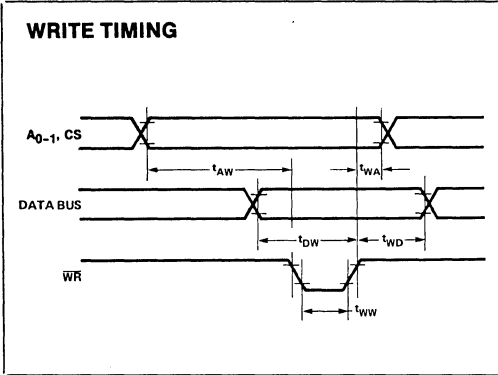 WRITE TIMING
A0-1, CS
tAW
tWA
DATA BUS
tDW
tWD
WR
tWW